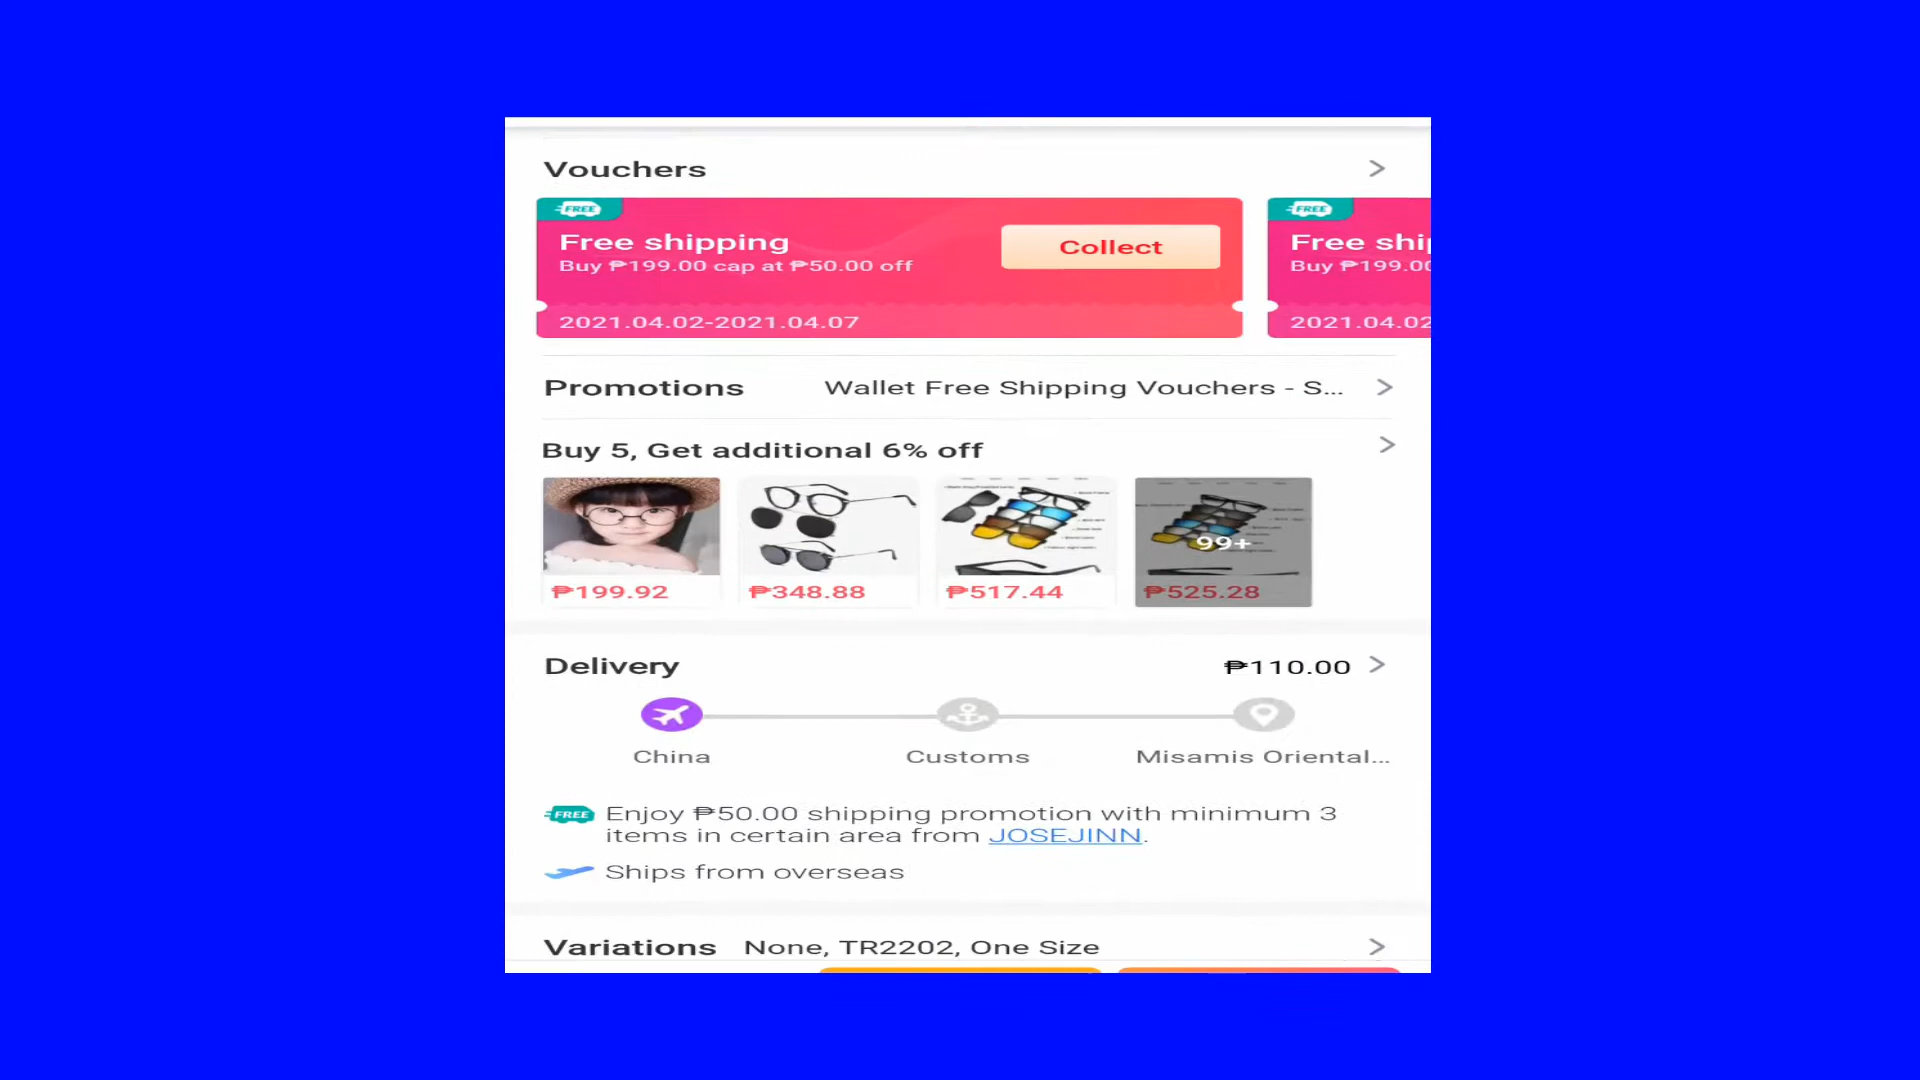 Vouchers
FREE
FREE
Free shipping
Collect
Free shi
Buy ₱199.00 cap at ₱50.00 off
Buy ₱199.00
2021.04.02-2021.04.07
2021.04.02
Promotions
Wallet Free Shipping Vouchers - S...
Buy 5, Get additional 6% off
99+
₱199.92
₱348.88
₱517.44
₱525.28
Delivery
₱110.00
China
Customs
Misamis Oriental...
FREE
Enjoy ₱50.00 shipping promotion with minimum 3
items in certain area from JOSEJINN.
Ships from overseas
Variations
None, TR2202, One Size